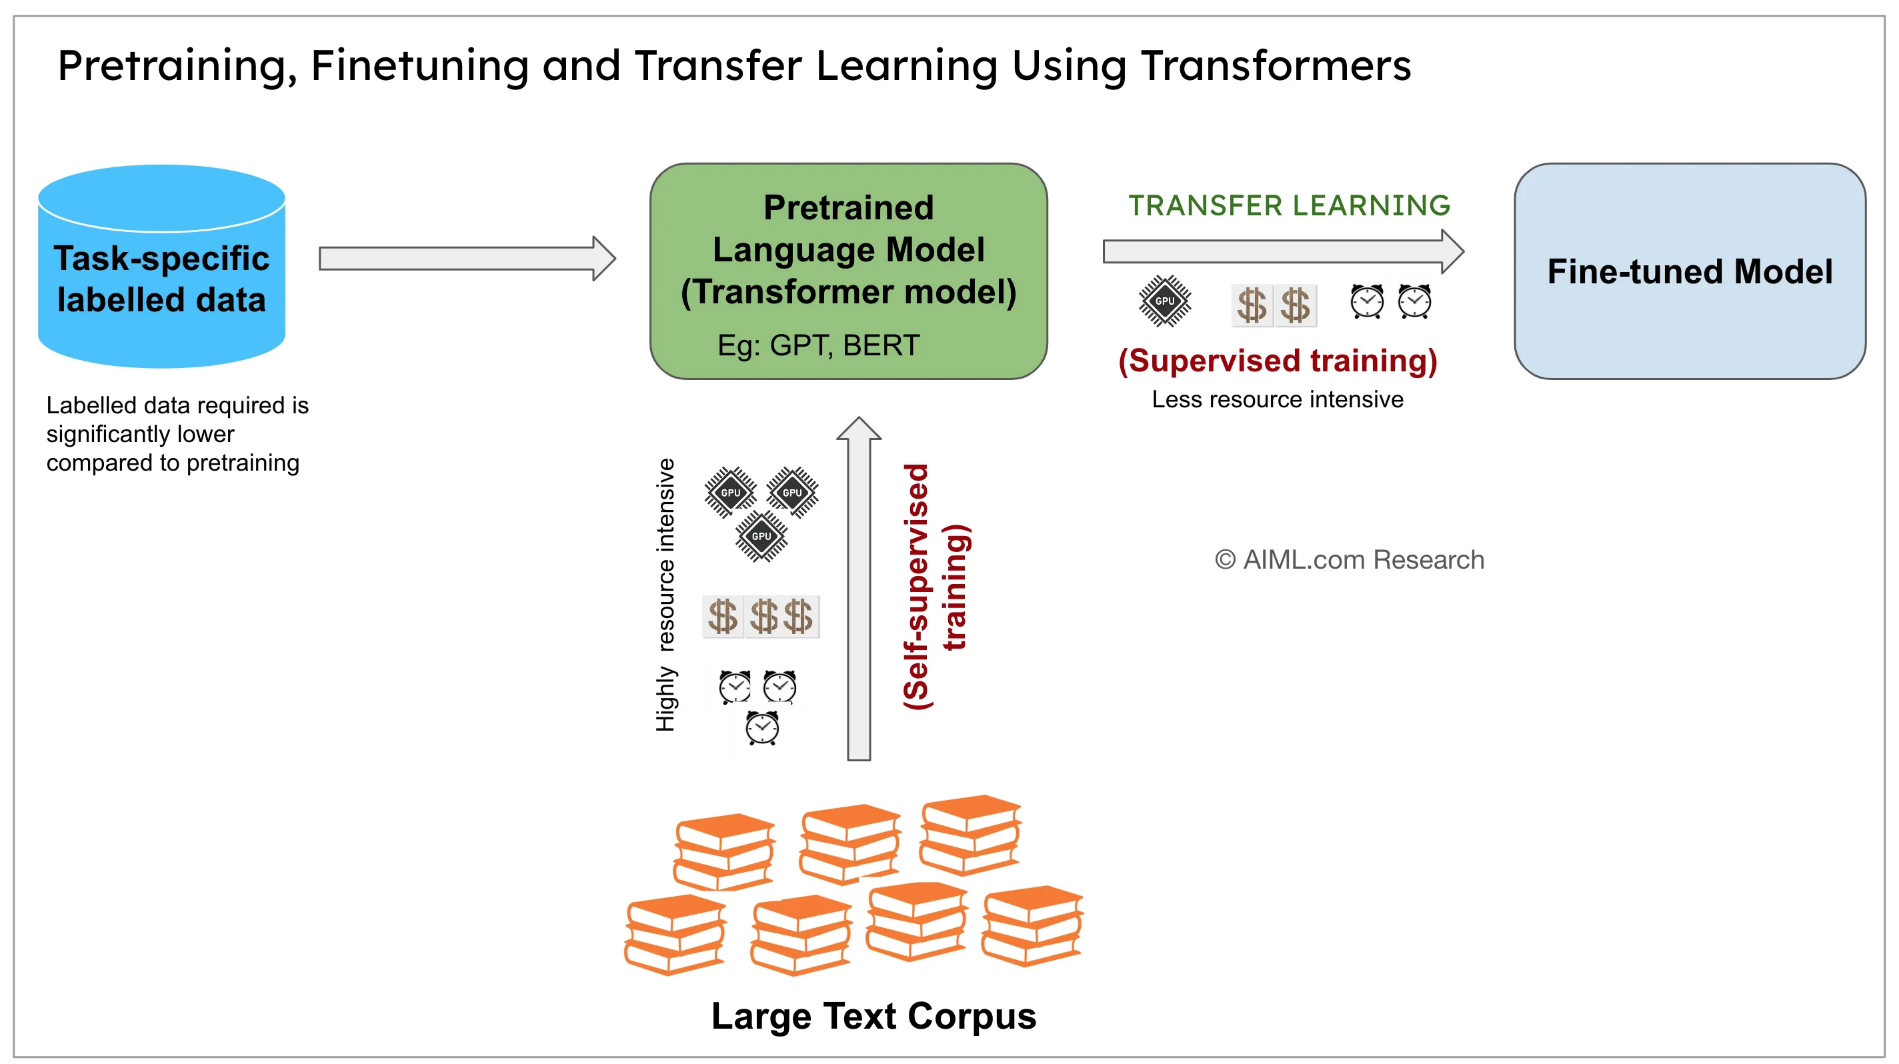 Pretraining, Finetuning and Transfer Learning Using Transformers
Task-specific
labelled data
Labelled data required is
significantly lower
compared to pretraining
Pretrained
Language Model
(Transformer model)
Eg: GPT, BERT
TRANSFER LEARNING
GPU
$ $
(Supervised training)
Less resource intensive
Fine-tuned Model
Highly resource intensive
GPU GPU
GPU
$ $ $
(Self-supervised
training)
© AIML.com Research
Large Text Corpus